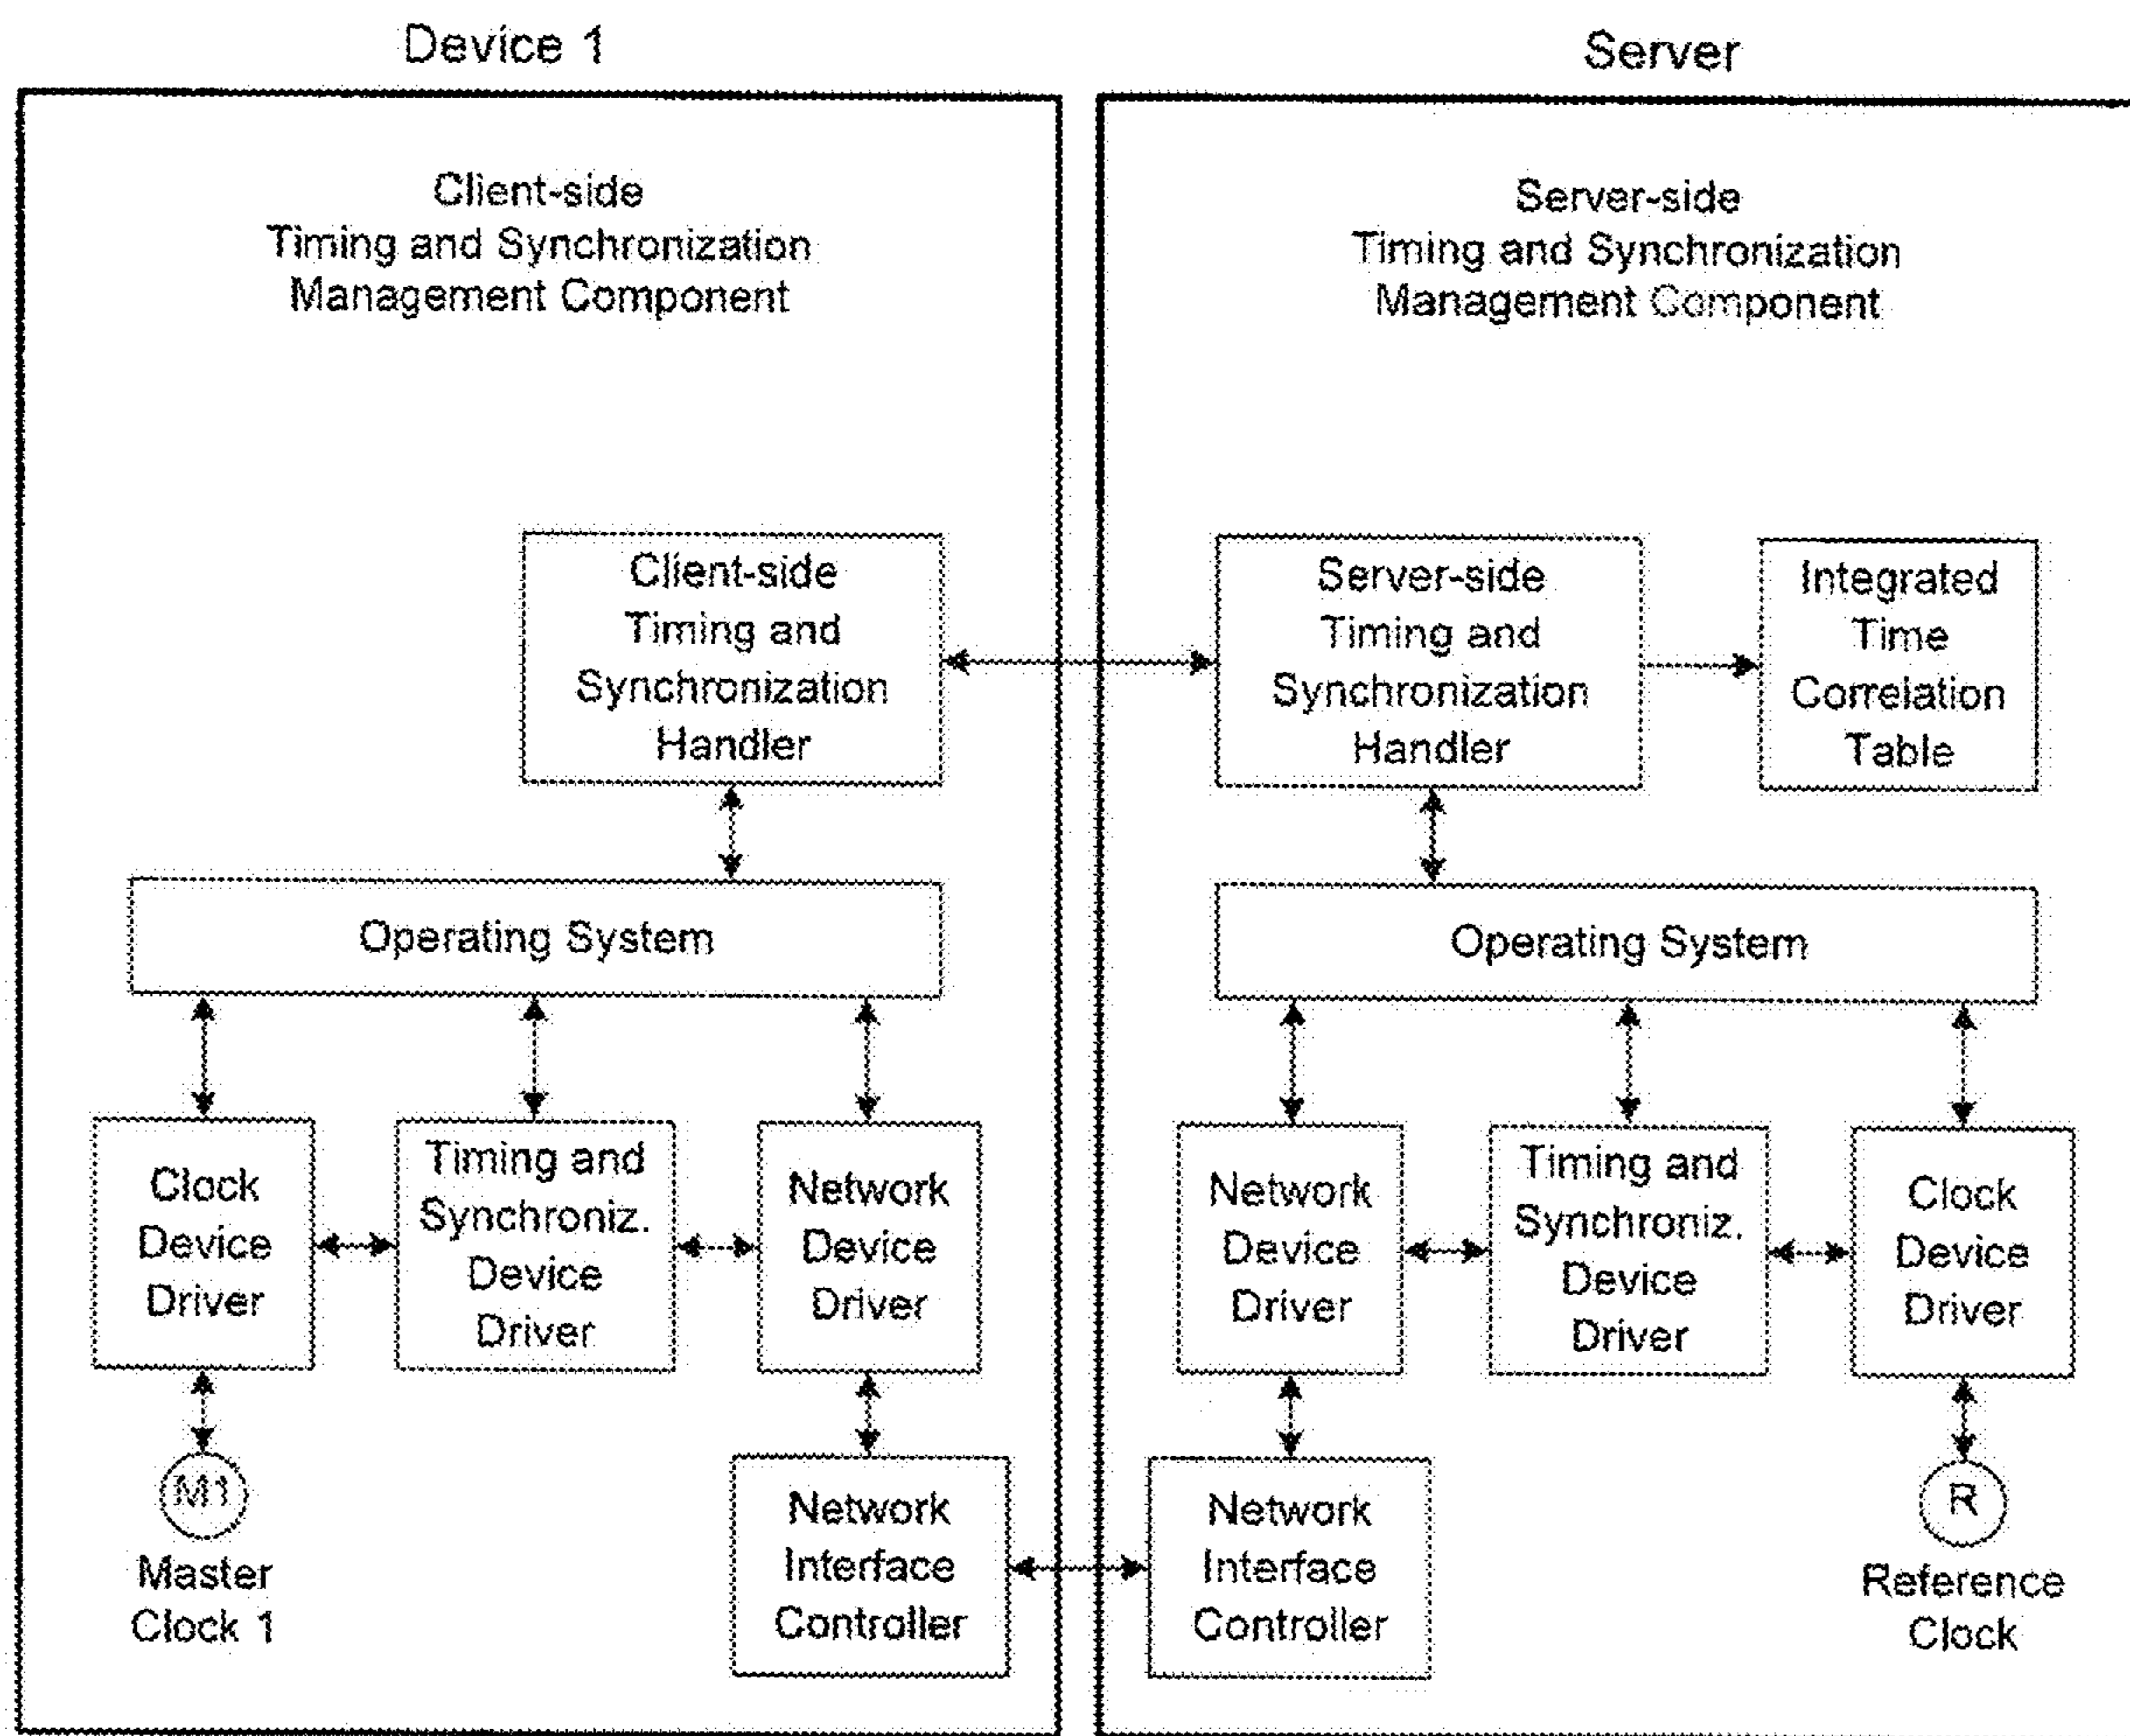 Device 1
Client-side
Timing and Synchronization
Management Component
Client-side
Timing and
Synchronization
Handler
Operating System
Clock
Device
Driver
Timing and
Synchroniz.
Device
Driver
Network
Device
Driver
M1
Master
Clock 1
Network
Interface
Controller
Server
Server-side
Timing and Synchronization
Management Component
Server-side
Timing and
Synchronization
Handler
Integrated
Time
Correlation
Table
Operating System
Network
Device
Driver
Timing and
Synchroniz.
Device
Driver
Clock
Device
Driver
Network
Interface
Controller
R
Reference
Clock